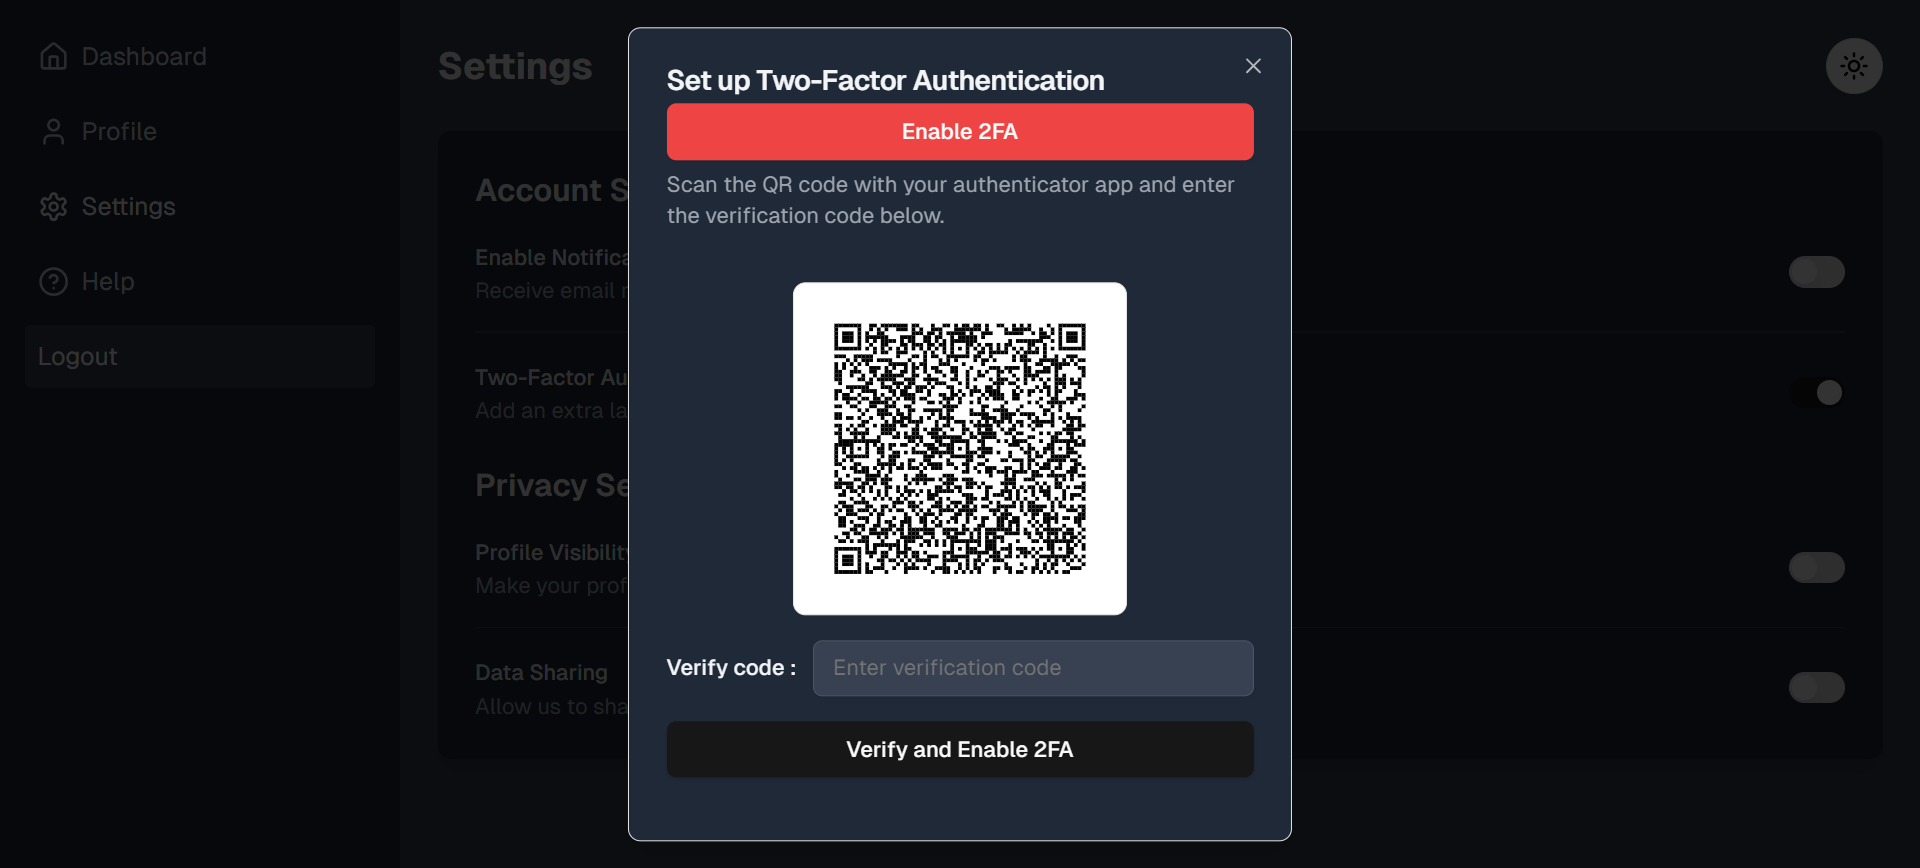 Dashboard
Profile
Settings
Help
Logout
Settings
Account S
Enable Notifica
Receive email
Two-Factor Au
Add an extra la
Privacy Se
Profile Visibility
Make your prof
Data Sharing
Allow us to sha
Set up Two-Factor Authentication
Enable 2FA
Scan the QR code with your authenticator app and enter
the verification code below.
Verify code :
Enter verification code
Verify and Enable 2FA